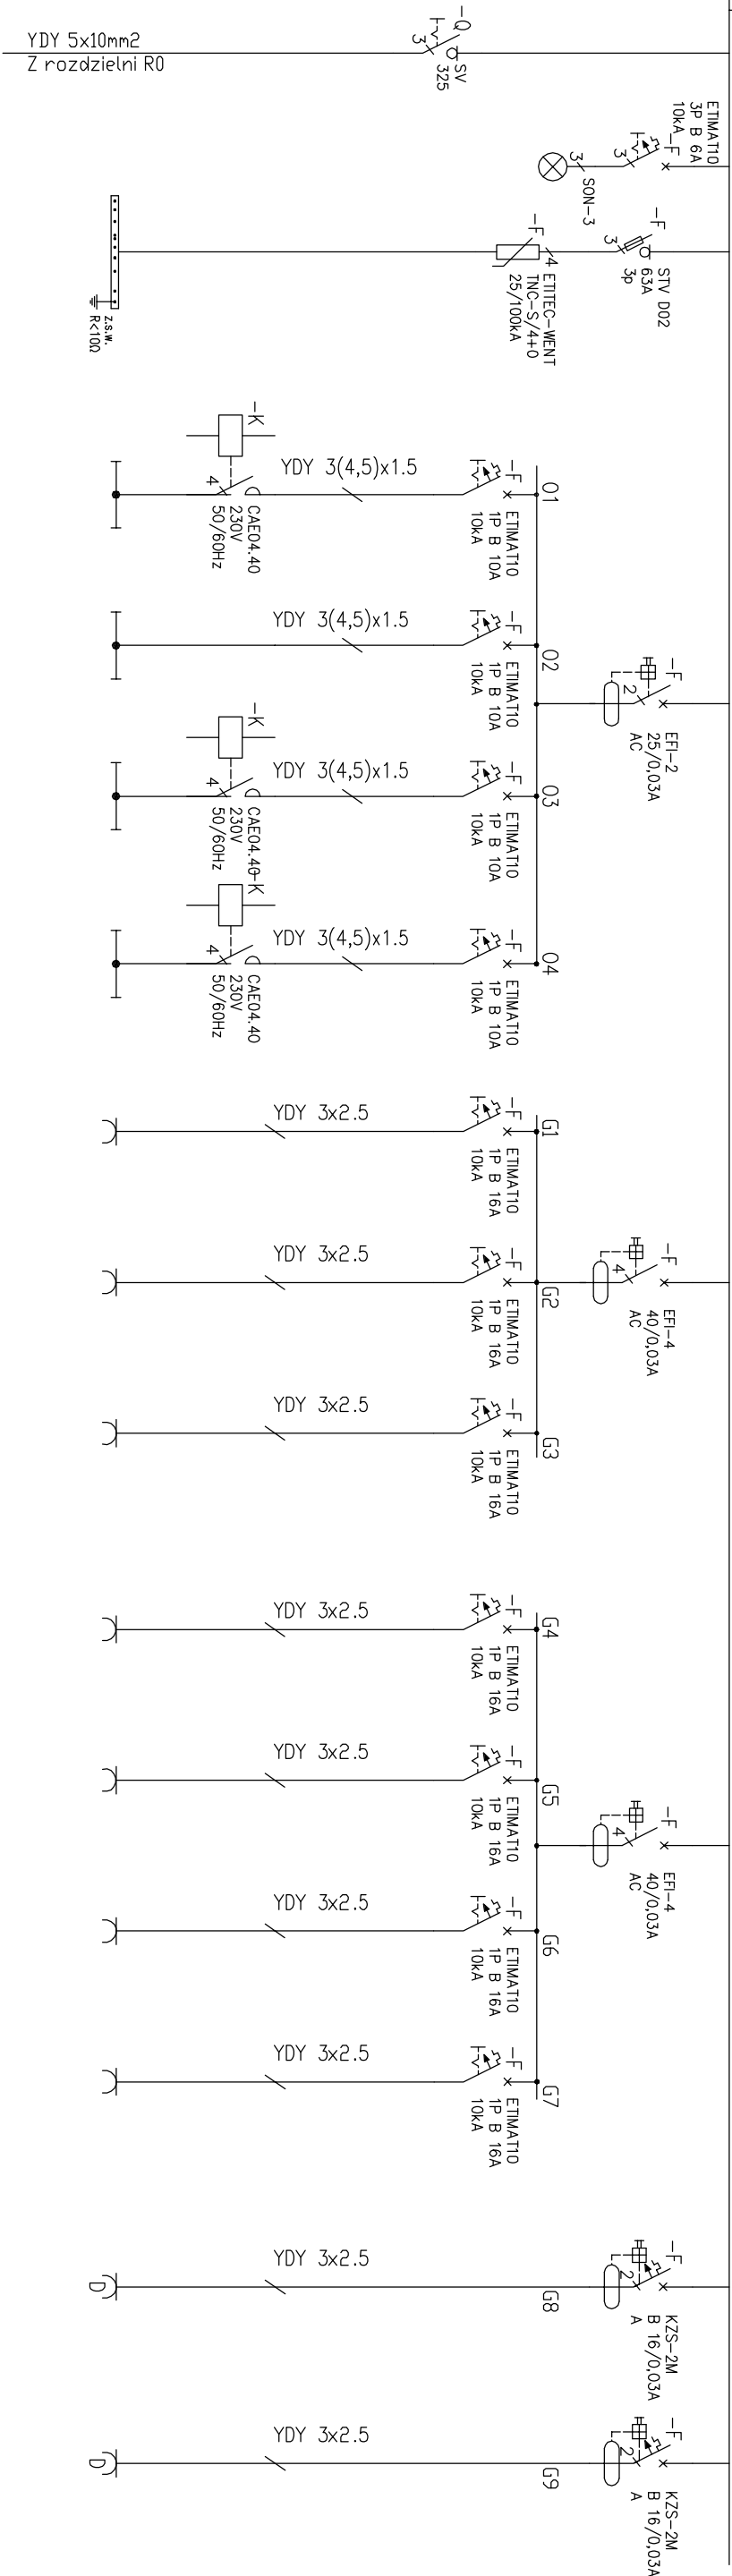 YDY 5x10mm2
Z rozdzielni R0
-Q
3
SV
325
ETIMAT10
3P B 6A
10kA
-F
3
3
SON-3
-F
3
STV D02
63A
3p
-F
4
ETITEC-WENT
TNC-S/4+0
25/100kA
z.s.w.
R<10Ω
-F
2
EFI-2
25/0,03A
AC
O1
-F
ETIMAT10
1P B 10A
10kA
YDY 3(4,5)x1.5
-K
4
CAE04.40
230V
50/60Hz
O2
-F
ETIMAT10
1P B 10A
10kA
YDY 3(4,5)x1.5
O3
-F
ETIMAT10
1P B 10A
10kA
YDY 3(4,5)x1.5
-K
4
CAE04.40
230V
50/60Hz
O4
-F
ETIMAT10
1P B 10A
10kA
YDY 3(4,5)x1.5
-K
4
CAE04.40
230V
50/60Hz
-F
4
EFI-4
40/0,03A
AC
G1
-F
ETIMAT10
1P B 16A
10kA
YDY 3x2.5
G2
-F
ETIMAT10
1P B 16A
10kA
YDY 3x2.5
G3
-F
ETIMAT10
1P B 16A
10kA
YDY 3x2.5
-F
4
EFI-4
40/0,03A
AC
G4
-F
ETIMAT10
1P B 16A
10kA
YDY 3x2.5
G5
-F
ETIMAT10
1P B 16A
10kA
YDY 3x2.5
G6
-F
ETIMAT10
1P B 16A
10kA
YDY 3x2.5
G7
-F
ETIMAT10
1P B 16A
10kA
YDY 3x2.5
-F
2
KZS-2M
B 16/0,03A
A
G8
YDY 3x2.5
D
-F
2
KZS-2M
B 16/0,03A
A
G9
YDY 3x2.5
D